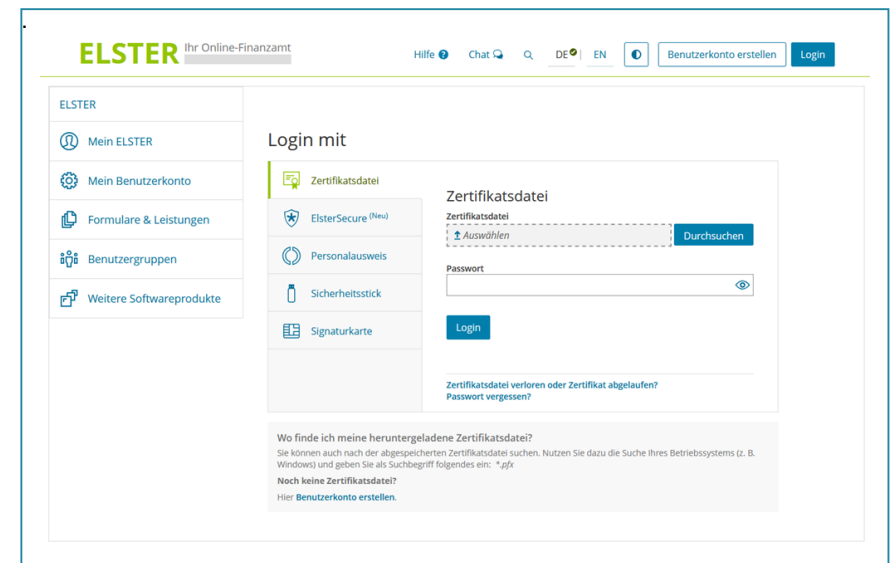 ELSTER Ihr Online-Finanzamt
Hilfe Chat DE | EN Benutzerkonto erstellen Login
ELSTER
Mein ELSTER
Mein Benutzerkonto
Formulare & Leistungen
Benutzergruppen
Weitere Softwareprodukte
Login mit
Zertifikatsdatei
ElsterSecure (Neu)
Personalausweis
Sicherheitsstick
Signaturkarte
Zertifikatsdatei
Zertifikatsdatei
Auswählen Durchsuchen
Passwort
Login
Zertifikatsdatei verloren oder Zertifikat abgelaufen?
Passwort vergessen?
Wo finde ich meine heruntergeladene Zertifikatsdatei?
Sie können auch nach der abgespeicherten Zertifikatsdatei suchen. Nutzen Sie dazu die Suche Ihres Betriebssystems (z. B.
Windows) und geben Sie als Suchbegriff folgendes ein: *.pfx
Noch keine Zertifikatsdatei?
Hier Benutzerkonto erstellen.